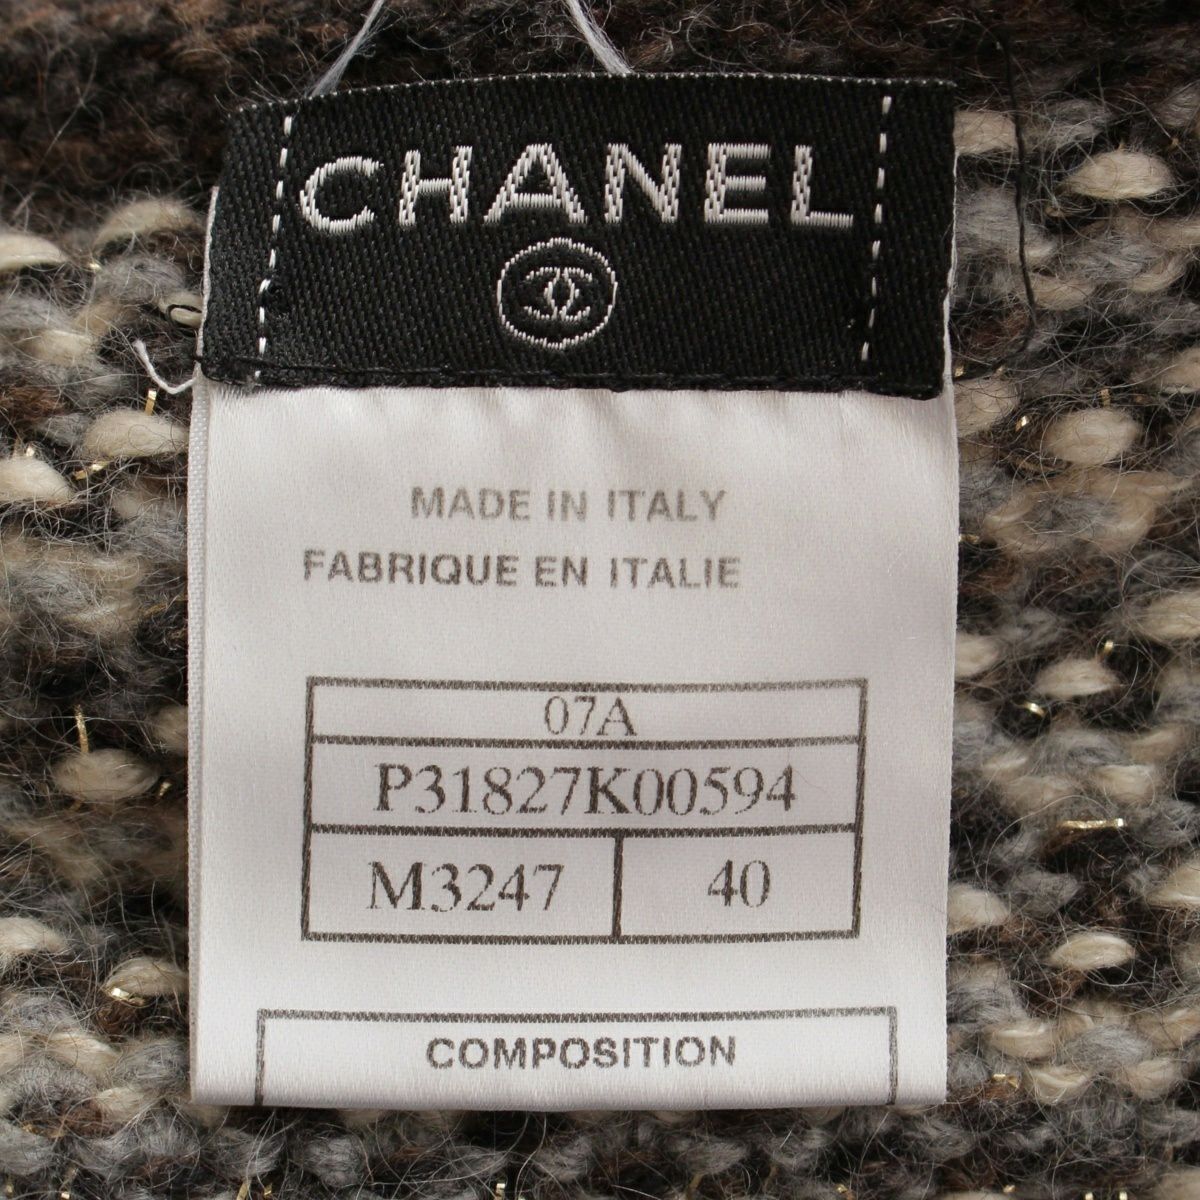 CHANEL
MADE IN ITALY
FABRIQUE EN ITALIE
07A
P31827K00594
M3247 40
COMPOSITION